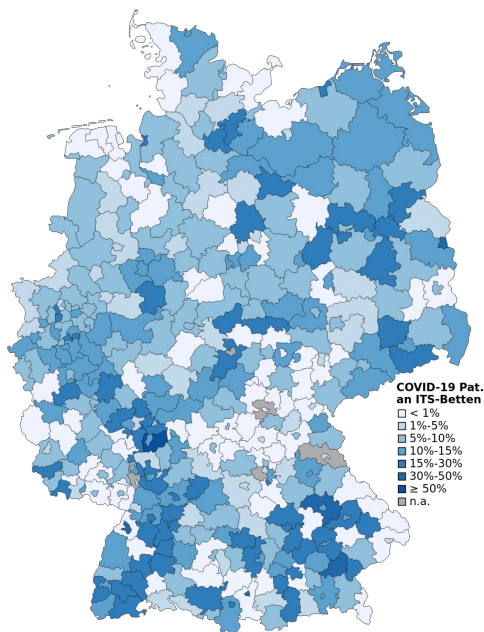 COVID-19 Pat.
an ITS-Betten
< 1%
1%-5%
5%-10%
10%-15%
15%-30%
30%-50%
≥ 50%
n.a.